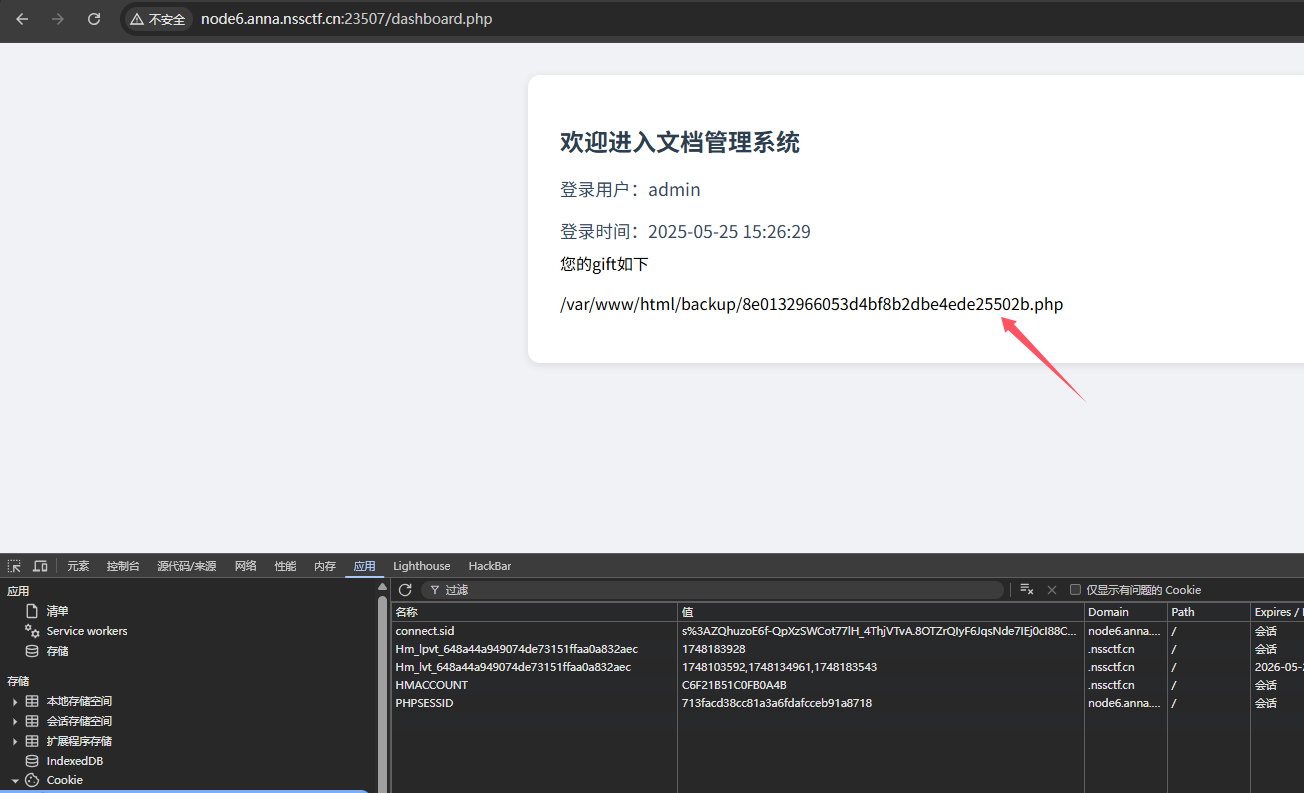 不安全 node6.anna.nssctf.cn:23507/dashboard.php
欢迎进入文档管理系统
登录用户：admin
登录时间：2025-05-25 15:26:29
您的gift如下
/var/www/html/backup/8e0132966053d4bf8b2dbe4ede25502b.php
元素 控制台 源代码/来源 网络 性能 内存 应用 Lighthouse HackBar
应用
清单
Service workers
存储
存储
本地存储空间
会话存储空间
扩展程序存储
IndexedDB
Cookie
过滤 仅显示有问题的 Cookie
名称 值 Domain Path Expires /
connect.sid s%3AZQhuzoE6f-QpXzSWCot77lH_4ThjVTvA.8OTZrQIyF6JqsNde7IEj0cI88C... node6.anna.... / 会话
Hm_lpvt_648a44a949074de73151ffaa0a832aec 1748183928 .nssctf.cn / 会话
Hm_lvt_648a44a949074de73151ffaa0a832aec 1748103592,1748134961,1748183543 .nssctf.cn / 2026-05-
HMACCOUNT C6F21B51C0FB0A4B .nssctf.cn / 会话
PHPSESSID 713facd38cc81a3a6fdafcceb91a8718 node6.anna.... / 会话